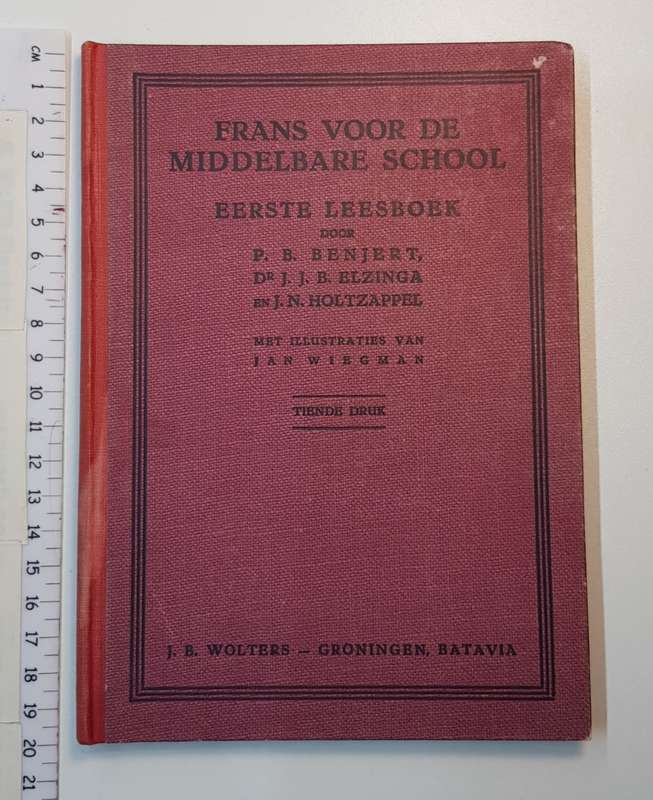 FRANS VOOR DE
MIDDELBARE SCHOOL
EERSTE LEESBOEK
DOOR
P. B. BENJERT,
DR J. J. B. ELZINGA
EN J. N. HOLTZAPPEL
MET ILLUSTRATIES VAN
JAN WIEGMAN
TIENDE DRUK
J. B. WOLTERS — GRONINGEN, BATAVIA
CM
1
2
3
4
5
6
7
8
9
10
11
12
13
14
15
16
17
18
19
20
21